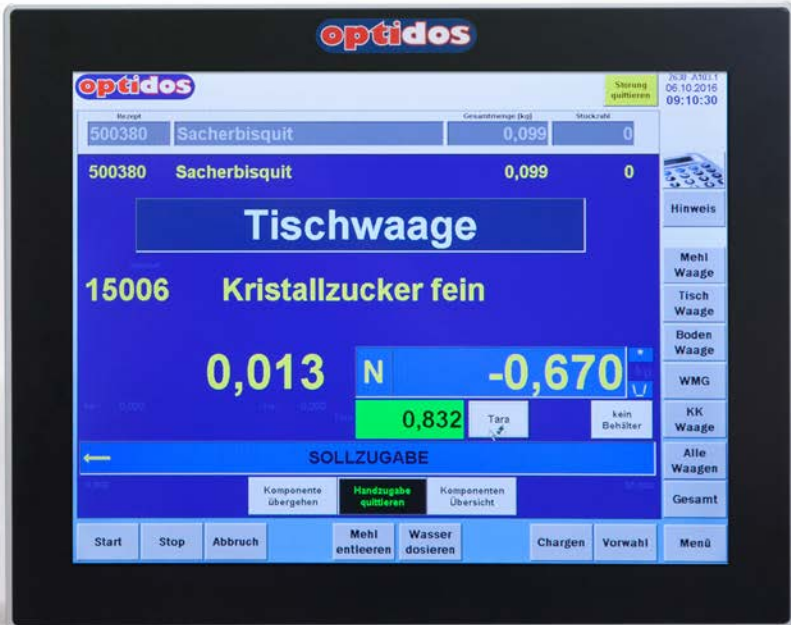 optidos
optidos
Störung quittieren
2638-A103.1
06.10.2016
09:10:30
Rezept
Gesamtmenge [kg]
Stückzahl
500380 Sacherbisquit 0,099 0
500380 Sacherbisquit 0,099 0
Hinweis
Tischwaage
Mehl Waage
15006 Kristallzucker fein
Tisch Waage
Boden Waage
0,013 N -0,670 kg
WMG
0,832 Tara kein Behälter
KK Waage
← SOLLZUGABE
Alle Waagen
Komponente übergehen
Handzugabe quittieren
Komponenten Übersicht
Gesamt
Start Stop Abbruch
Mehl entleeren
Wasser dosieren
Chargen Vorwahl Menü